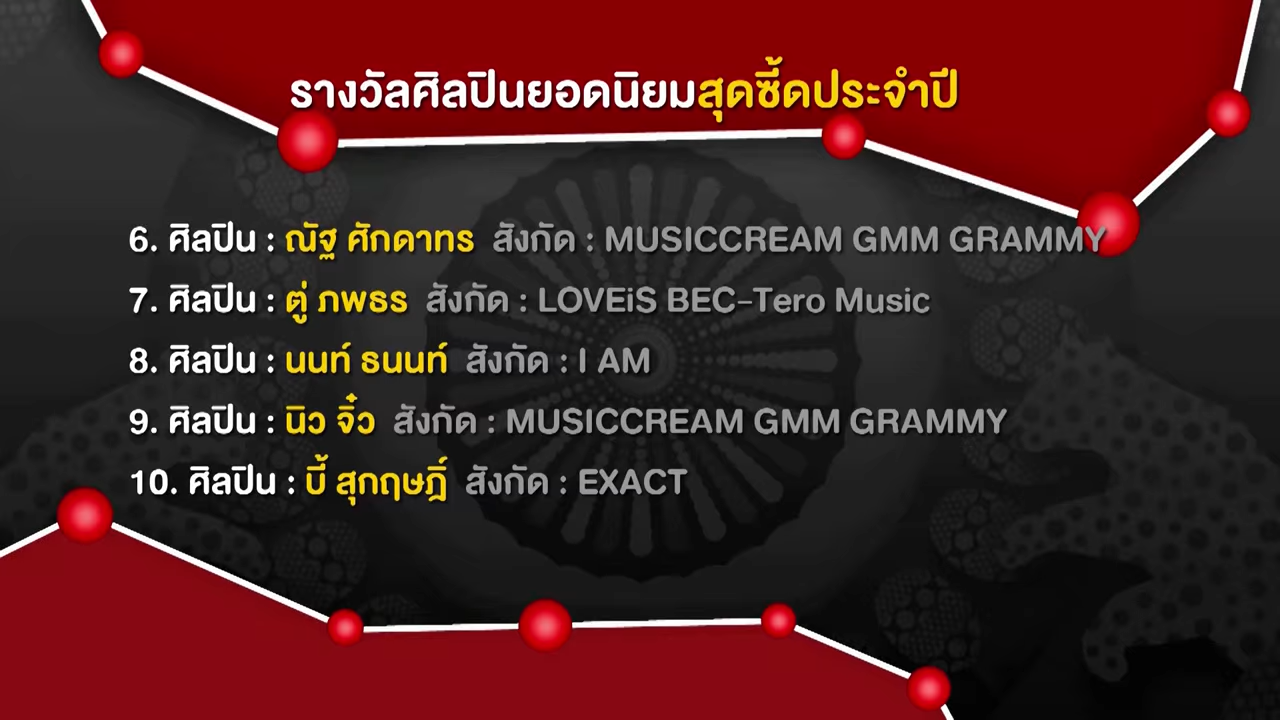 รางวัลศิลปินยอดนิยมสุดซี้ดประจำปี
6. ศิลปิน : ณัฐ ศักดาทร สังกัด : MUSICCREAM GMM GRAMMY
7. ศิลปิน : ตู่ ภพธร สังกัด : LOVEiS BEC-Tero Music
8. ศิลปิน : นนท์ ธนนท์ สังกัด : I AM
9. ศิลปิน : นิว จิ๋ว สังกัด : MUSICCREAM GMM GRAMMY
10. ศิลปิน : บี้ สุกฤษฎิ์ สังกัด : EXACT